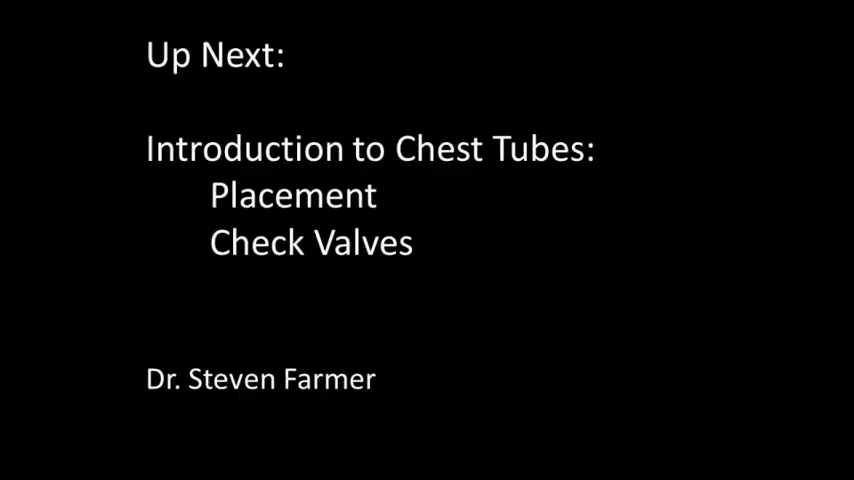 Up Next:
Introduction to Chest Tubes:
Placement
Check Valves
Dr. Steven Farmer